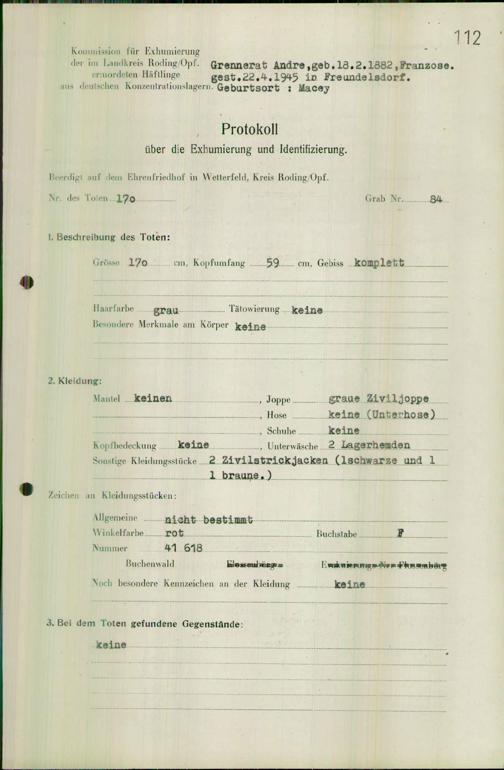 112
Kommission für Exhumierung
der im Landkreis Roding/Opf. Grennerat Andre,geb.18.2.1882,Franzose.
ermordeten Häftlinge gest.22.4.1945 in Freundelsdorf.
aus deutschen Konzentrationslagern. Geburtsort : Macey
Protokoll
über die Exhumierung und Identifizierung.
Beerdigt auf dem Ehrenfriedhof in Wetterfeld, Kreis Roding/Opf.
Nr. des Toten 170 Grab Nr. 84
1. Beschreibung des Toten:
Grösse 170 cm, Kopfumfang 59 cm, Gebiss komplett
Haarfarbe grau Tätowierung keine
Besondere Merkmale am Körper keine
2. Kleidung:
Mantel keinen , Joppe graue Ziviljoppe
, Hose keine (Unterhose)
, Schuhe keine
Kopfbedeckung keine , Unterwäsche 2 Lagerhemden
Sonstige Kleidungsstücke 2 Zivilstrickjacken (1schwarze und 1
1 braune.)
Zeichen an Kleidungsstücken:
Allgemeine nicht bestimmt
Winkelfarbe rot Buchstabe F
Nummer 41 618
Buchenwald
Noch besondere Kennzeichen an der Kleidung keine
3. Bei dem Toten gefundene Gegenstände:
keine